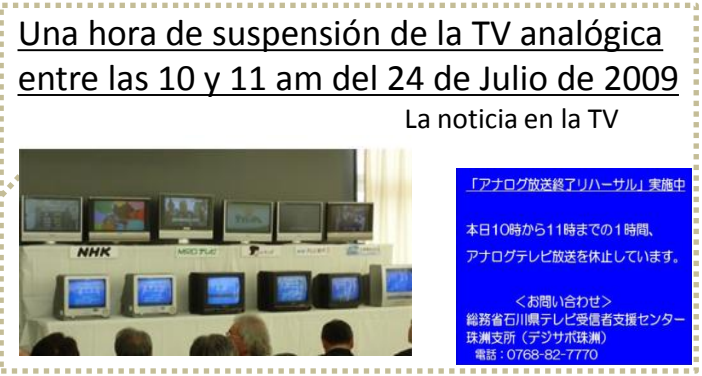 Una hora de suspensión de la TV analógica
entre las 10 y 11 am del 24 de Julio de 2009
La noticia en la TV
NHK
MRO テレビ
「アナログ放送終了リハーサル」実施中
本日10時から11時までの1時間、
アナログテレビ放送を休止しています。
＜お問い合わせ＞
総務省石川県テレビ受信者支援センター
珠洲支所（デジサポ珠洲）
電話：0768-82-7770